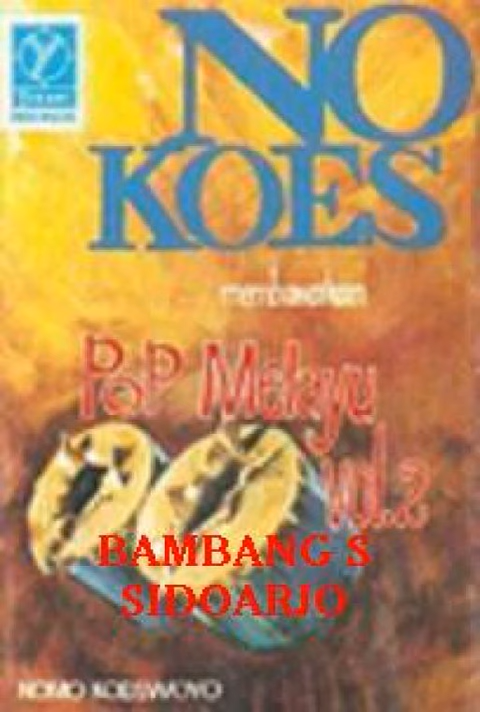 NO
KOES
membawakan
Pop Melayu
vol.2
BAMBANG S
SIDOARJO
NOMO KOESWOYO